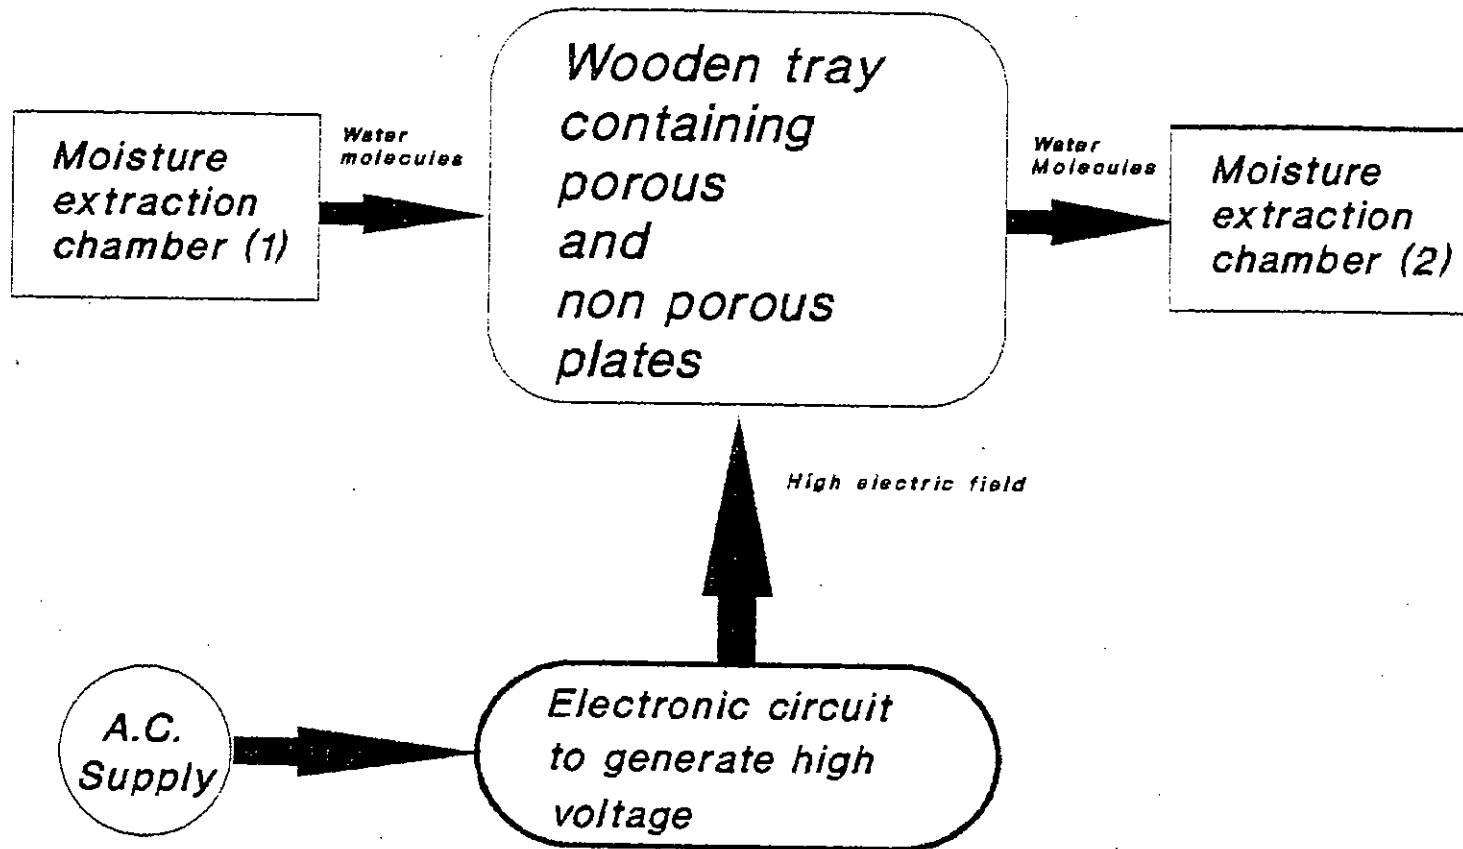 Wooden tray
containing
porous
and
non porous
plates
Moisture
extraction
chamber (1)
Water
molecules
Water
Molecules
Moisture
extraction
chamber (2)
High electric field
A.C.
Supply
Electronic circuit
to generate high
voltage